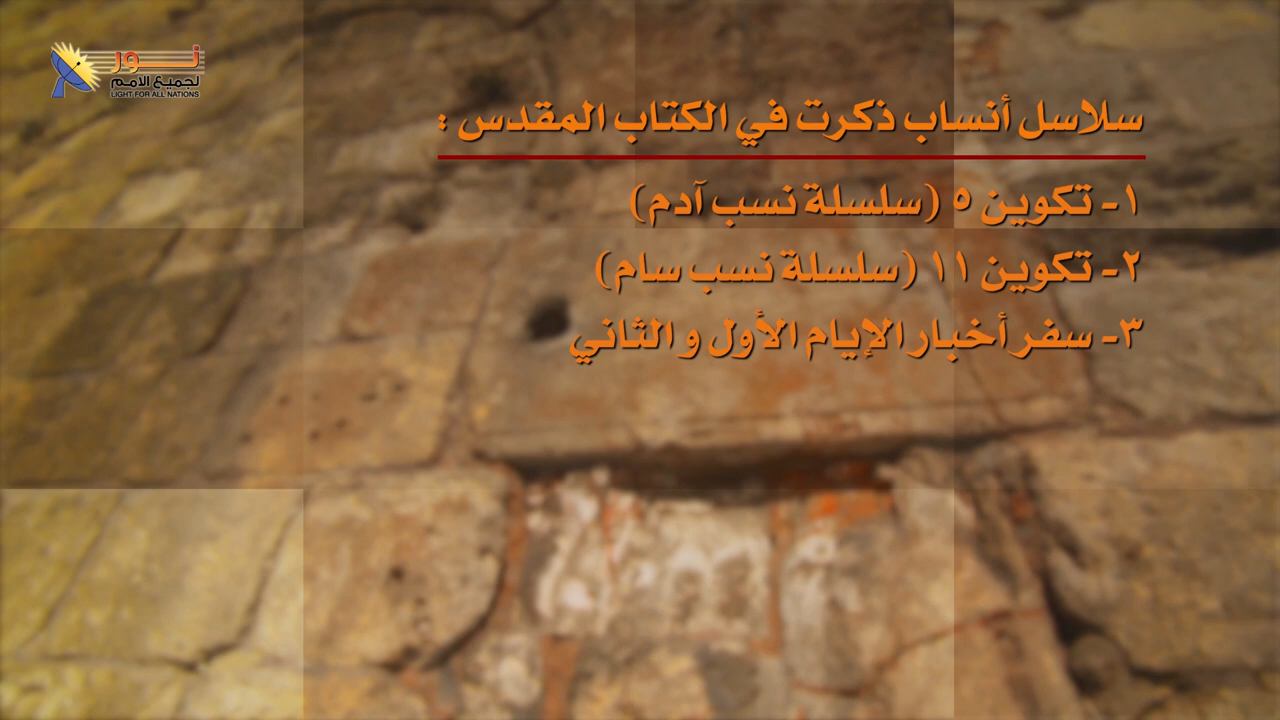 نور
لجميع الامم
LIGHT FOR ALL NATIONS
سلاسل أنساب ذكرت في الكتاب المقدس :
١- تكوين ٥ (سلسلة نسب آدم)
٢- تكوين ١١ (سلسلة نسب سام)
٣- سفر أخبار الإيام الأول و الثاني